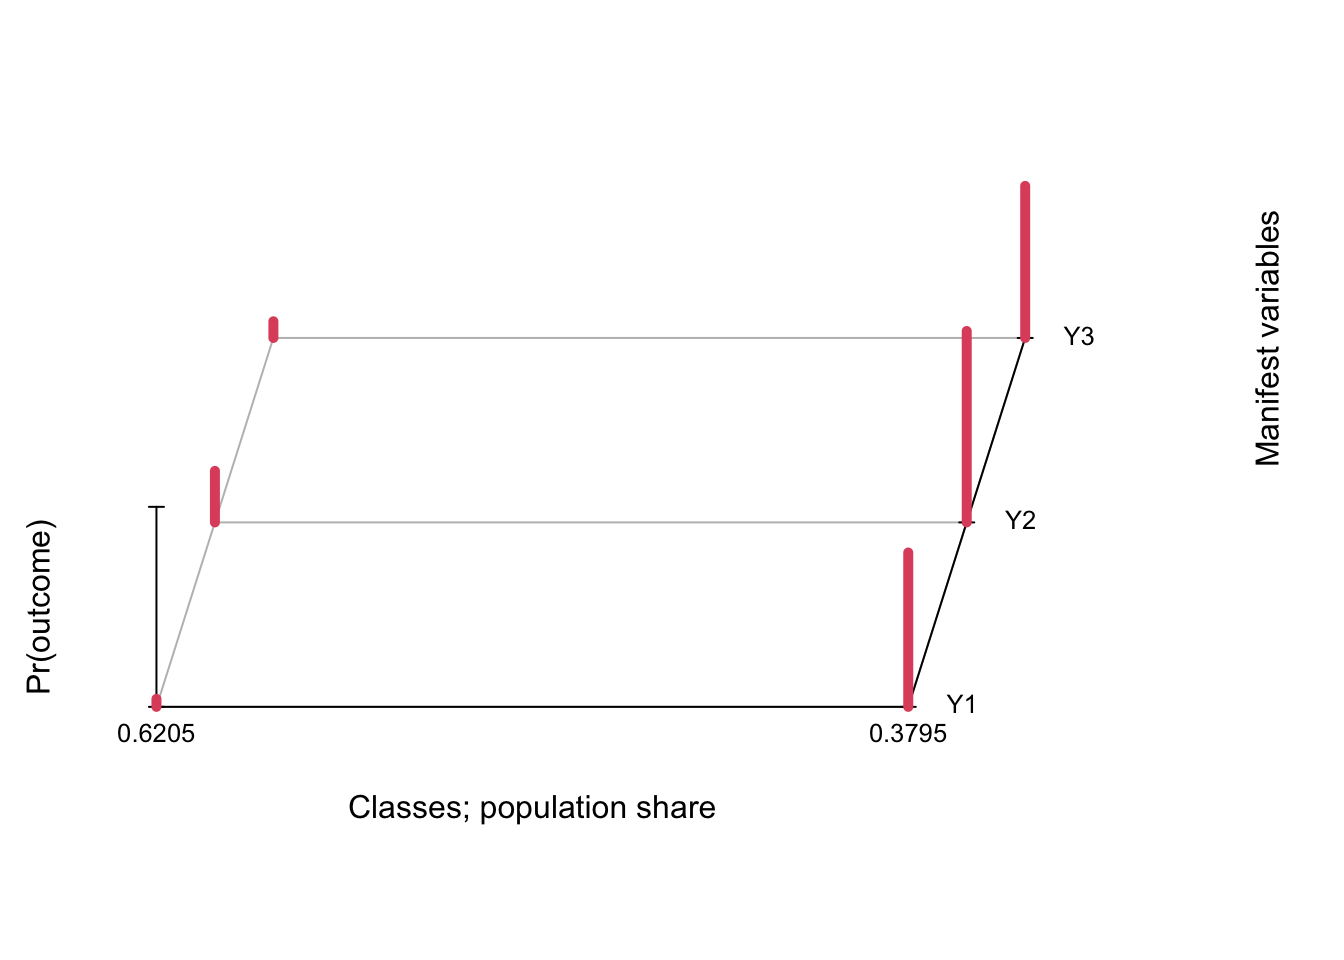 Y3
Manifest variables
Y2
Pr(outcome)
Y1
0.6205
0.3795
Classes; population share